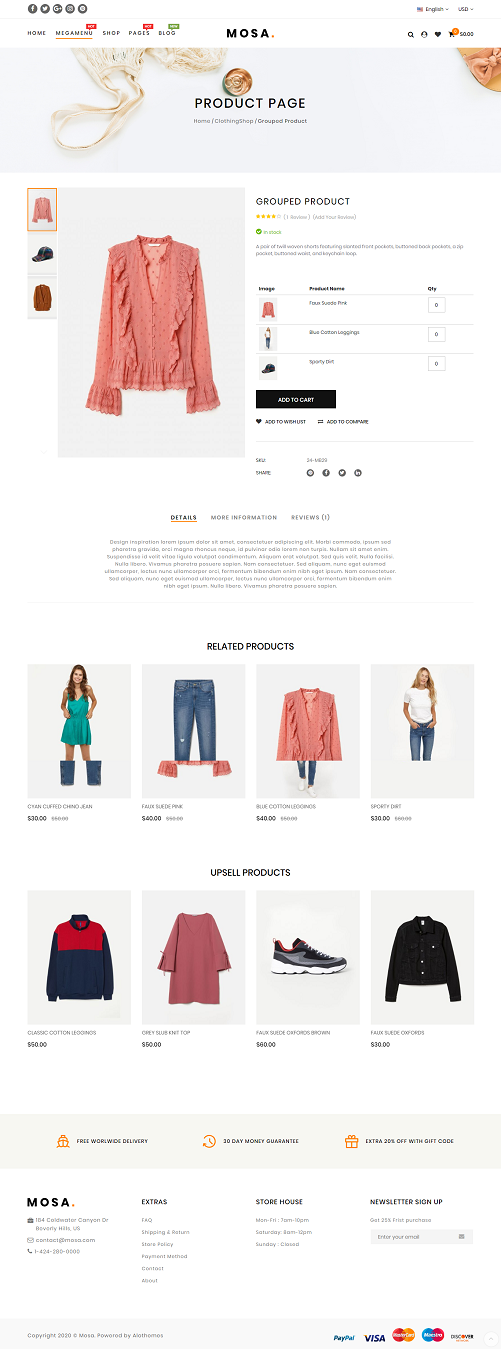 English USD
HOME MEGAMENU HOT SHOP PAGES HOT BLOG NEW MOSA. 0 $0.00
PRODUCT PAGE
Home / ClothingShop / Grouped Product
GROUPED PRODUCT
( 1 Review ) (Add Your Review)
In stock
A pair of twill woven shorts featuring slanted front pockets, buttoned back pockets, a zip
pocket, buttoned waist, and keychain loop.
Image Product Name Qty
Faux Suede Pink 0
Blue Cotton Leggings 0
Sporty Dirt 0
ADD TO CART
ADD TO WISH LIST ADD TO COMPARE
SKU: 24-MB29
SHARE
DETAILS MORE INFORMATION REVIEWS (1)
Design inspiration lorem ipsum dolor sit amet, consectetuer adipiscing elit. Morbi commodo, ipsum sed
pharetra gravida, orci magna rhoncus neque, id pulvinar odio lorem non turpis. Nullam sit amet enim.
Suspendisse id velit vitae ligula volutpat condimentum. Aliquam erat volutpat. Sed quis velit. Nulla facilisi.
Nulla libero. Vivamus pharetra posuere sapien. Nam consectetuer. Sed aliquam, nunc eget euismod
ullamcorper, lectus nunc ullamcorper orci, fermentum bibendum enim nibh eget ipsum. Nam consectetuer.
Sed aliquam, nunc eget euismod ullamcorper, lectus nunc ullamcorper orci, fermentum bibendum enim
nibh eget ipsum. Nulla libero. Vivamus pharetra posuere sapien.
RELATED PRODUCTS
CYAN CUFFED CHINO JEAN FAUX SUEDE PINK BLUE COTTON LEGGINGS SPORTY DIRT
$30.00 $50.00 $40.00 $50.00 $40.00 $50.00 $30.00 $60.00
UPSELL PRODUCTS
CLASSIC COTTON LEGGINGS GREY SLUB KNIT TOP FAUX SUEDE OXFORDS BROWN FAUX SUEDE OXFORDS
$50.00 $50.00 $60.00 $30.00
FREE WORLWIDE DELIVERY 30 DAY MONEY GUARANTEE EXTRA 20% OFF WITH GIFT CODE
MOSA. EXTRAS STORE HOUSE NEWSLETTER SIGN UP
184 Coldwater Canyon Dr. FAQ Mon-Fri : 7am-10pm Get 25% Frist purchase
Beverly Hills, US Shipping & Return Saturday: 8am-12pm Enter your email
contact@mosa.com Store Policy Sunday : Closed
1-424-280-0000 Payment Method
Contact
About
Copyright 2020 © Mosa. Powered by Alothemes PayPal VISA MasterCard Maestro DISCOVER